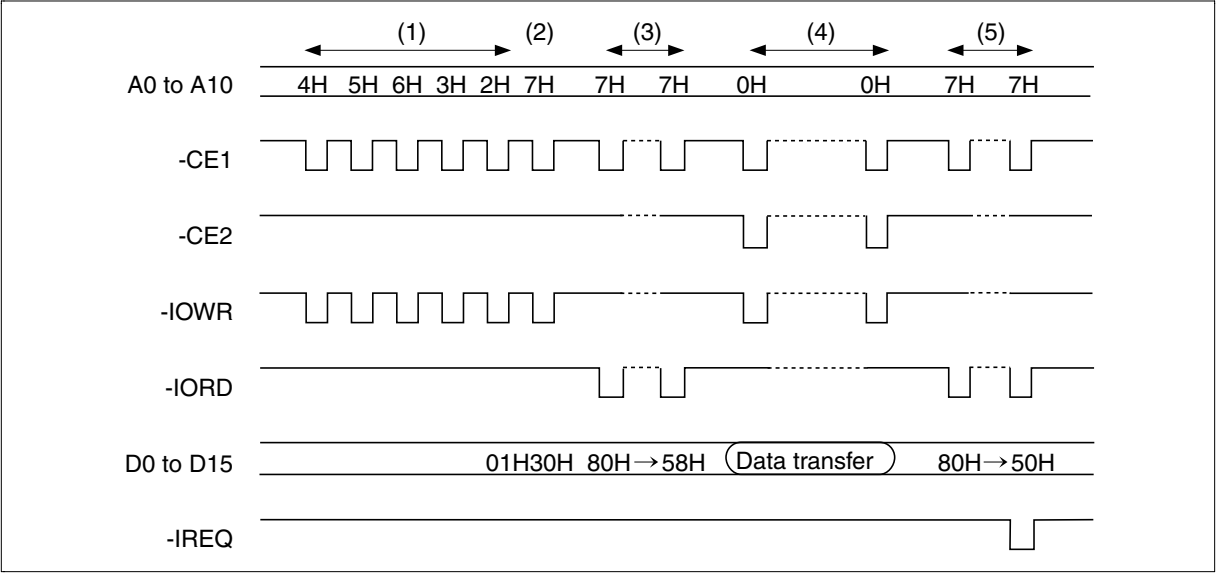 (1) (2) (3) (4) (5)
A0 to A10 4H 5H 6H 3H 2H 7H 7H 7H 0H 0H 7H 7H
-CE1
-CE2
-IOWR
-IORD
D0 to D15 01H30H 80H→58H Data transfer 80H→50H
-IREQ